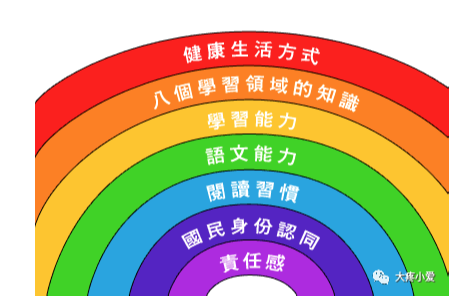 健康生活方式
八個學習領域的知識
學習能力
語文能力
閱讀習慣
國民身份認同
責任感
大疼小爱